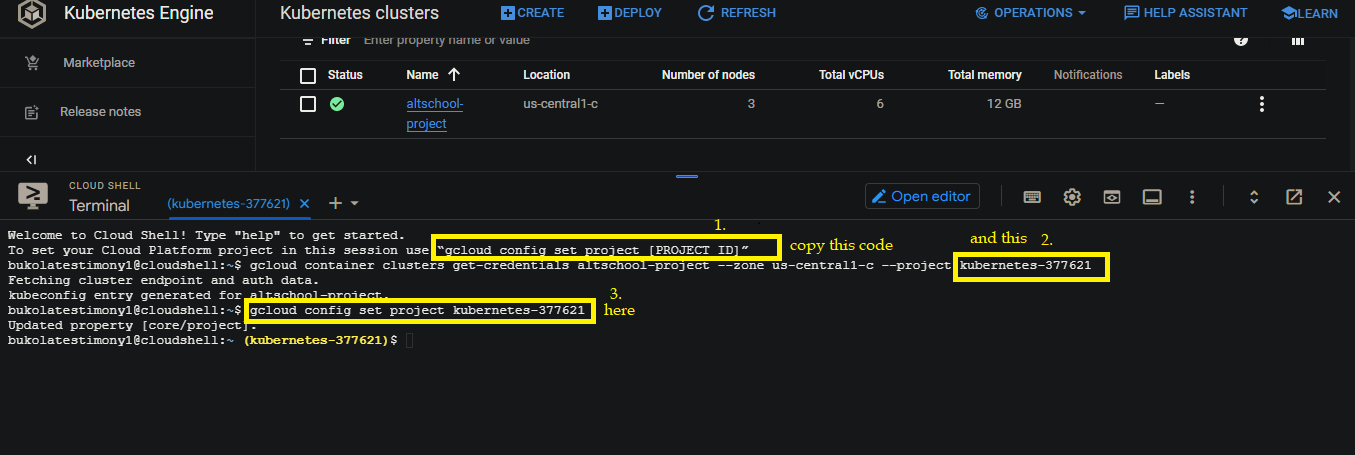 Kubernetes Engine
Kubernetes clusters
CREATE
DEPLOY
REFRESH
OPERATIONS
HELP ASSISTANT
LEARN
Marketplace
Release notes
Filter Enter property name or value
Status Name Location Number of nodes Total vCPUs Total memory Notifications Labels
altschool-project us-central1-c 3 6 12 GB —
CLOUD SHELL
Terminal
(kubernetes-377621)
Open editor
1.
Welcome to Cloud Shell! Type "help" to get started.
To set your Cloud Platform project in this session use “gcloud config set project [PROJECT_ID]”
copy this code
and this 2.
bukolatestimony1@cloudshell:~$ gcloud container clusters get-credentials altschool-project --zone us-central1-c --project kubernetes-377621
Fetching cluster endpoint and auth data.
kubeconfig entry generated for altschool-project.
3.
bukolatestimony1@cloudshell:~$ gcloud config set project kubernetes-377621
here
Updated property [core/project].
bukolatestimony1@cloudshell:~ (kubernetes-377621)$